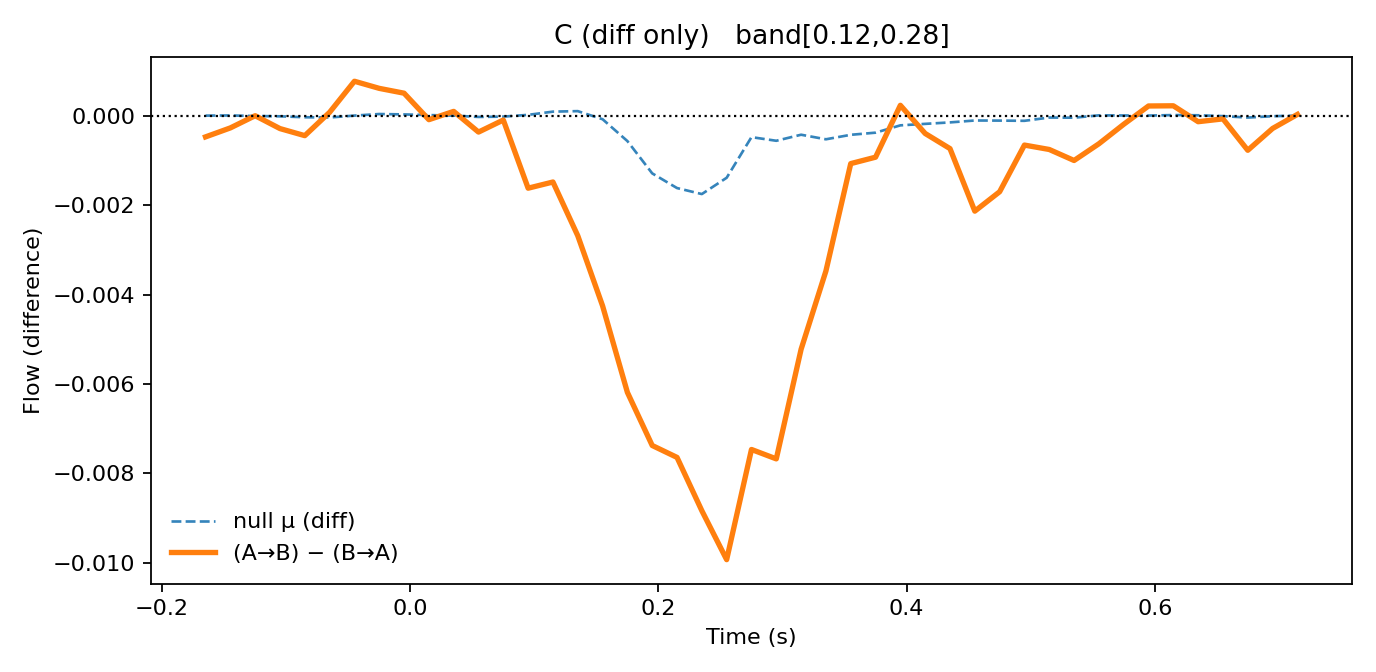 C (diff only)   band[0.12,0.28]
Flow (difference)
0.000
−0.002
−0.004
−0.006
−0.008
−0.010
null μ (diff)
(A→B) − (B→A)
−0.2
0.0
0.2
0.4
0.6
Time (s)